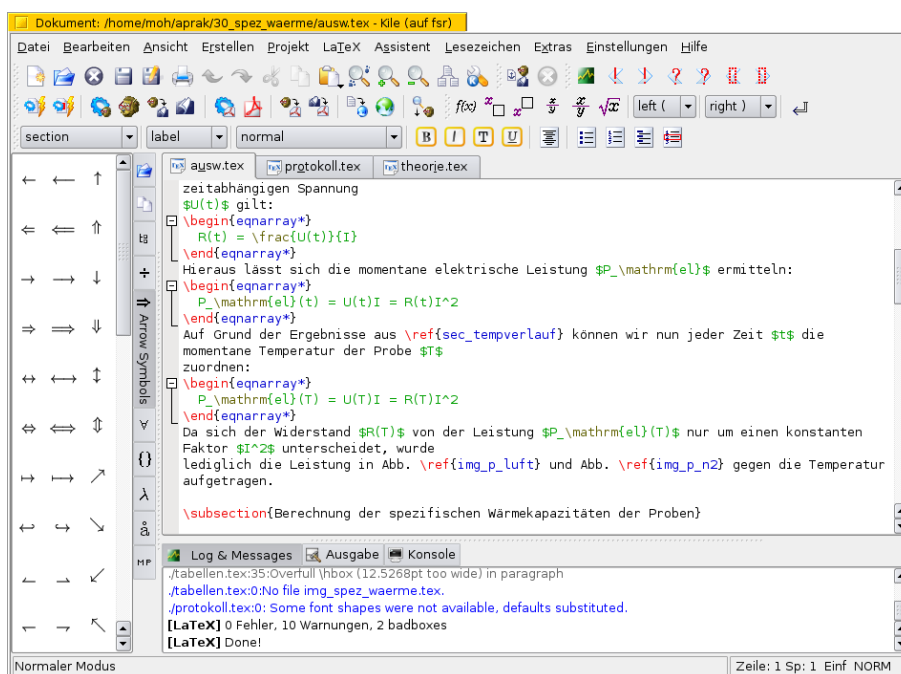 Dokument: /home/moh/aprak/30_spez_waerme/ausw.tex - Kile (auf fsr)
Datei Bearbeiten Ansicht Erstellen Projekt LaTeX Assistent Lesezeichen Extras Einstellungen Hilfe
f(x) left ( right )
section label normal B I T U
ausw.tex protokoll.tex theorie.tex
Arrow Symbols
MP
zeitabhängigen Spannung
$U(t)$ gilt:
\begin{eqnarray*}
R(t) = \frac{U(t)}{I}
\end{eqnarray*}
Hieraus lässt sich die momentane elektrische Leistung $P_\mathrm{el}$ ermitteln:
\begin{eqnarray*}
P_\mathrm{el}(t) = U(t)I = R(t)I^2
\end{eqnarray*}
Auf Grund der Ergebnisse aus \ref{sec_tempverlauf} können wir nun jeder Zeit $t$ die
momentane Temperatur der Probe $T$
zuordnen:
\begin{eqnarray*}
P_\mathrm{el}(T) = U(T)I = R(T)I^2
\end{eqnarray*}
Da sich der Widerstand $R(T)$ von der Leistung $P_\mathrm{el}(T)$ nur um einen konstanten
Faktor $I^2$ unterscheidet, wurde
lediglich die Leistung in Abb. \ref{img_p_luft} und Abb. \ref{img_p_n2} gegen die Temperatur
aufgetragen.
\subsection{Berechnung der spezifischen Wärmekapazitäten der Proben}
Log & Messages Ausgabe Konsole
./tabellen.tex:35:Overfull \hbox (12.5268pt too wide) in paragraph
./tabellen.tex:0:No file img_spez_waerme.tex.
./protokoll.tex:0: Some font shapes were not available, defaults substituted.
[LaTeX] 0 Fehler, 10 Warnungen, 2 badboxes
[LaTeX] Done!
Normaler Modus
Zeile: 1 Sp: 1 Einf NORM